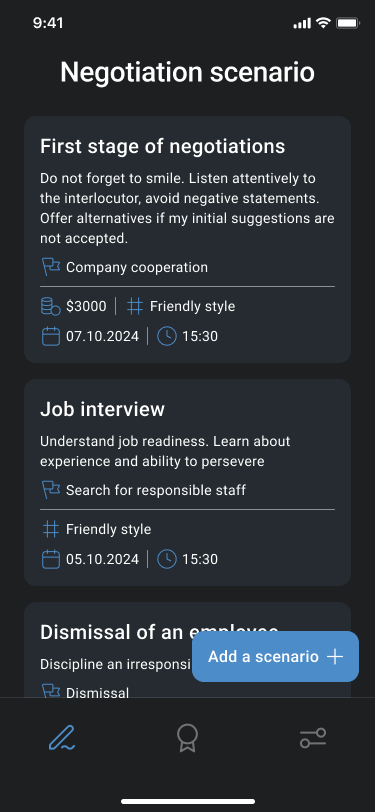 9:41
Negotiation scenario
First stage of negotiations
Do not forget to smile. Listen attentively to
the interlocutor, avoid negative statements.
Offer alternatives if my initial suggestions are
not accepted.
Company cooperation
$3000 | Friendly style
07.10.2024 | 15:30
Job interview
Understand job readiness. Learn about
experience and ability to persevere
Search for responsible staff
Friendly style
05.10.2024 | 15:30
Dismissal of an employee
Discipline an irresponsi
Add a scenario +
Dismissal